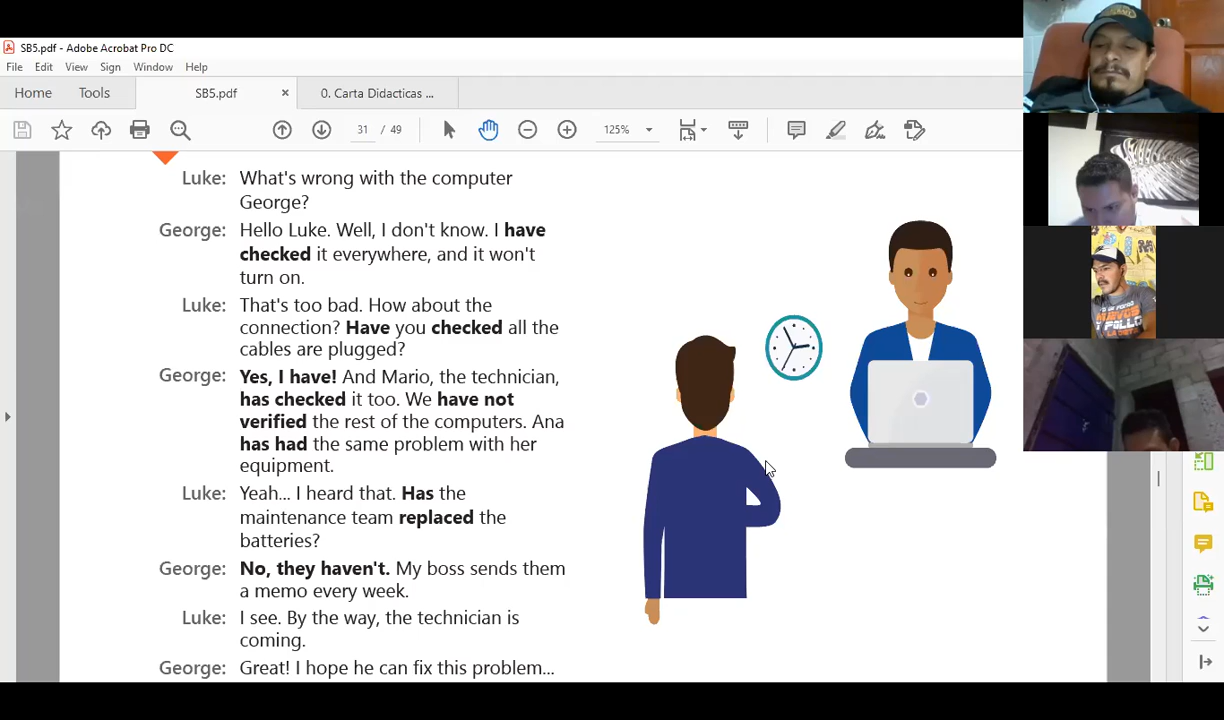 SB5.pdf - Adobe Acrobat Pro DC
File Edit View Sign Window Help
Home Tools SB5.pdf × 0. Carta Didacticas ...
31 / 49 125%
Luke: What's wrong with the computer
George?
George: Hello Luke. Well, I don't know. I have
checked it everywhere, and it won't
turn on.
Luke: That's too bad. How about the
connection? Have you checked all the
cables are plugged?
George: Yes, I have! And Mario, the technician,
has checked it too. We have not
verified the rest of the computers. Ana
has had the same problem with her
equipment.
Luke: Yeah... I heard that. Has the
maintenance team replaced the
batteries?
George: No, they haven't. My boss sends them
a memo every week.
Luke: I see. By the way, the technician is
coming.
George: Great! I hope he can fix this problem...
NUEVOS
POLLO